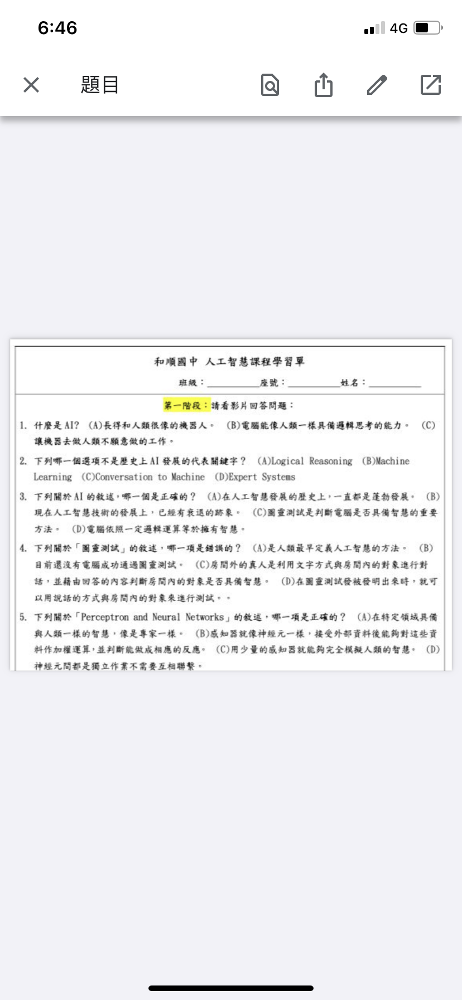 6:46
4G
題目
和順國中 人工智慧課程學習單
班級：__________座號：__________姓名：__________
第一階段：請看影片回答問題：
1. 什麼是 AI? (A)長得和人類很像的機器人。 (B)電腦能像人類一樣具備邏輯思考的能力。 (C)
讓機器去做人類不願意做的工作。
2. 下列哪一個選項不是歷史上 AI 發展的代表關鍵字？ (A)Logical Reasoning (B)Machine
Learning (C)Conversation to Machine (D)Expert Systems
3. 下列關於 AI 的敘述，哪一個是正確的？ (A)在人工智慧發展的歷史上，一直都是蓬勃發展。 (B)
現在人工智慧技術的發展上，已經有衰退的跡象。 (C)圖靈測試是判斷電腦是否具備智慧的重要
方法。 (D)電腦依照一定邏輯運算等於擁有智慧。
4. 下列關於「圖靈測試」的敘述，哪一項是錯誤的？ (A)是人類最早定義人工智慧的方法。 (B)
目前還沒有電腦成功通過圖靈測試。 (C)房間外的真人是利用文字方式與房間內的對象進行對
話，並藉由回答的內容判斷房間內的對象是否具備智慧。 (D)在圖靈測試發被發明出來時，就可
以用說話的方式與房間內的對象來進行測試。。
5. 下列關於「Perceptron and Neural Networks」的敘述，哪一項是正確的？ (A)在特定領域具備
與人類一樣的智慧，像是專家一樣。 (B)感知器就像神經元一樣，接受外部資料後能夠對這些資
料作加權運算，並判斷能做成相應的反應。 (C)用少量的感知器就能夠完全模擬人類的智慧。 (D)
神經元間都是獨立作業不需要互相聯繫。